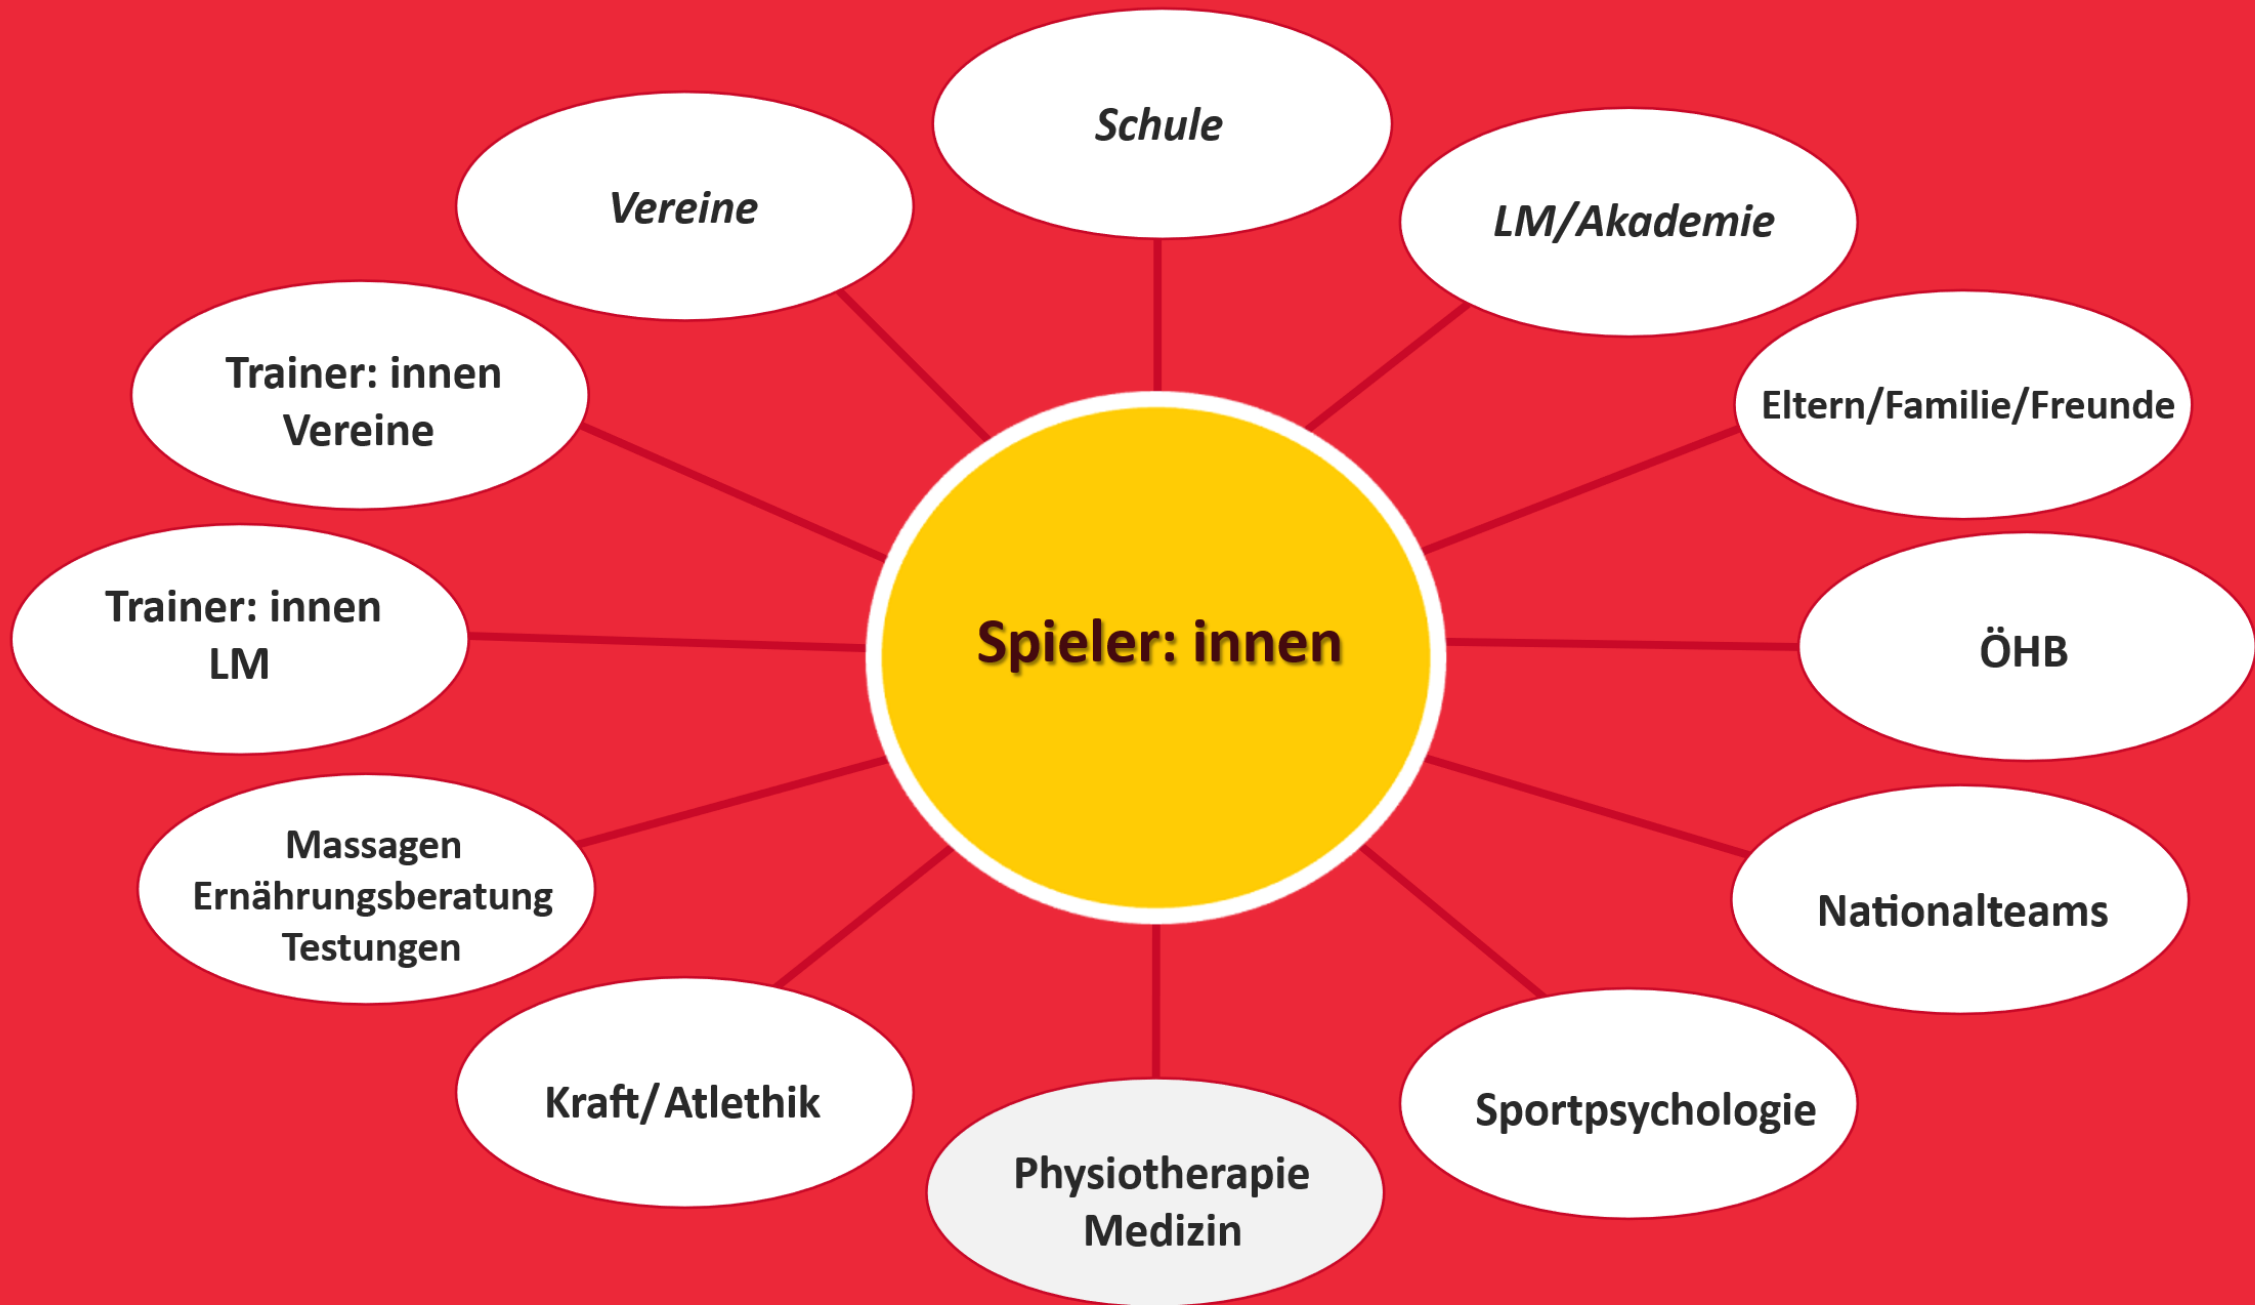 Schule
Vereine
LM/Akademie
Trainer: innen
Vereine
Eltern/Familie/Freunde
Trainer: innen
LM
Spieler: innen
ÖHB
Massagen
Ernährungsberatung
Testungen
Nationalteams
Kraft/Atlethik
Sportpsychologie
Physiotherapie
Medizin